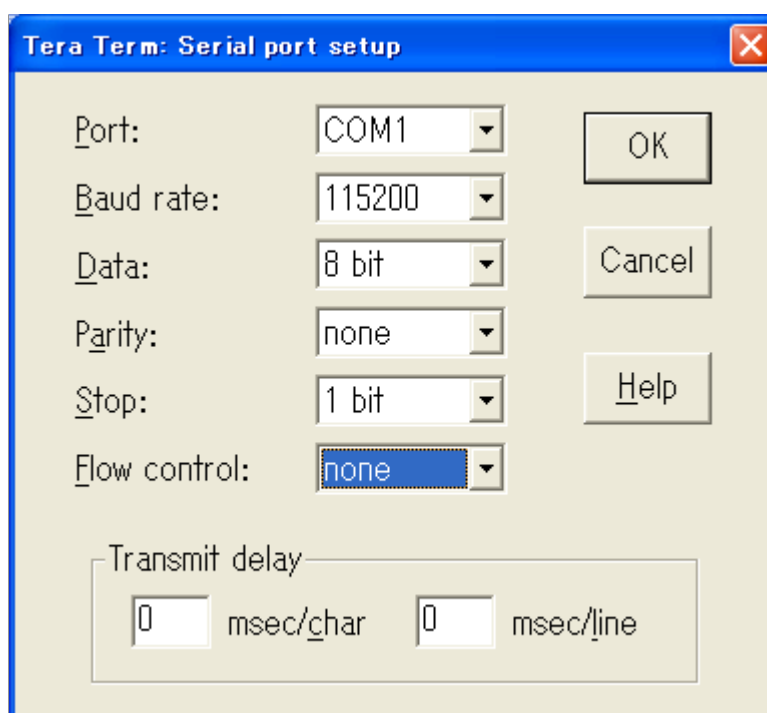 Tera Term: Serial port setup
Port: COM1
OK
Baud rate: 115200
Data: 8 bit
Cancel
Parity: none
Stop: 1 bit
Help
Flow control: none
Transmit delay
0 msec/char 0 msec/line